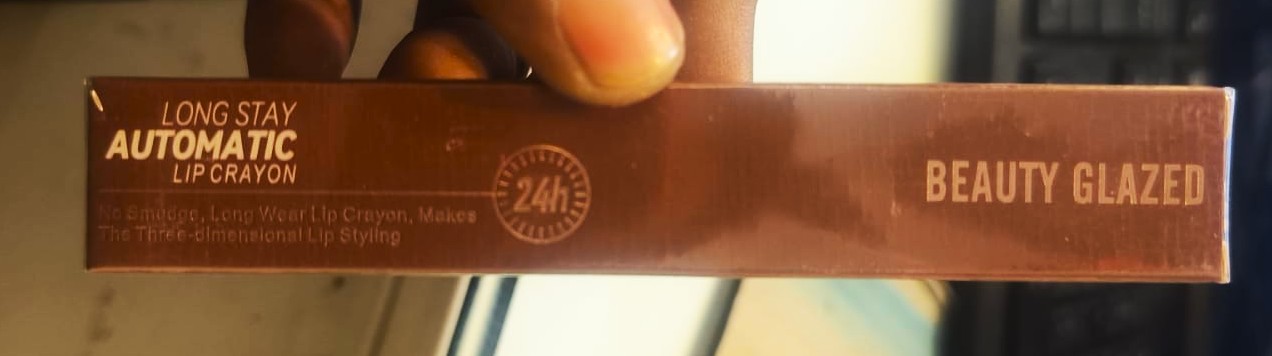 LONG STAY
AUTOMATIC
LIP CRAYON
No Smudge, Long Wear Lip Crayon, Makes
The Three-dimensional Lip Styling
24h
BEAUTY GLAZED